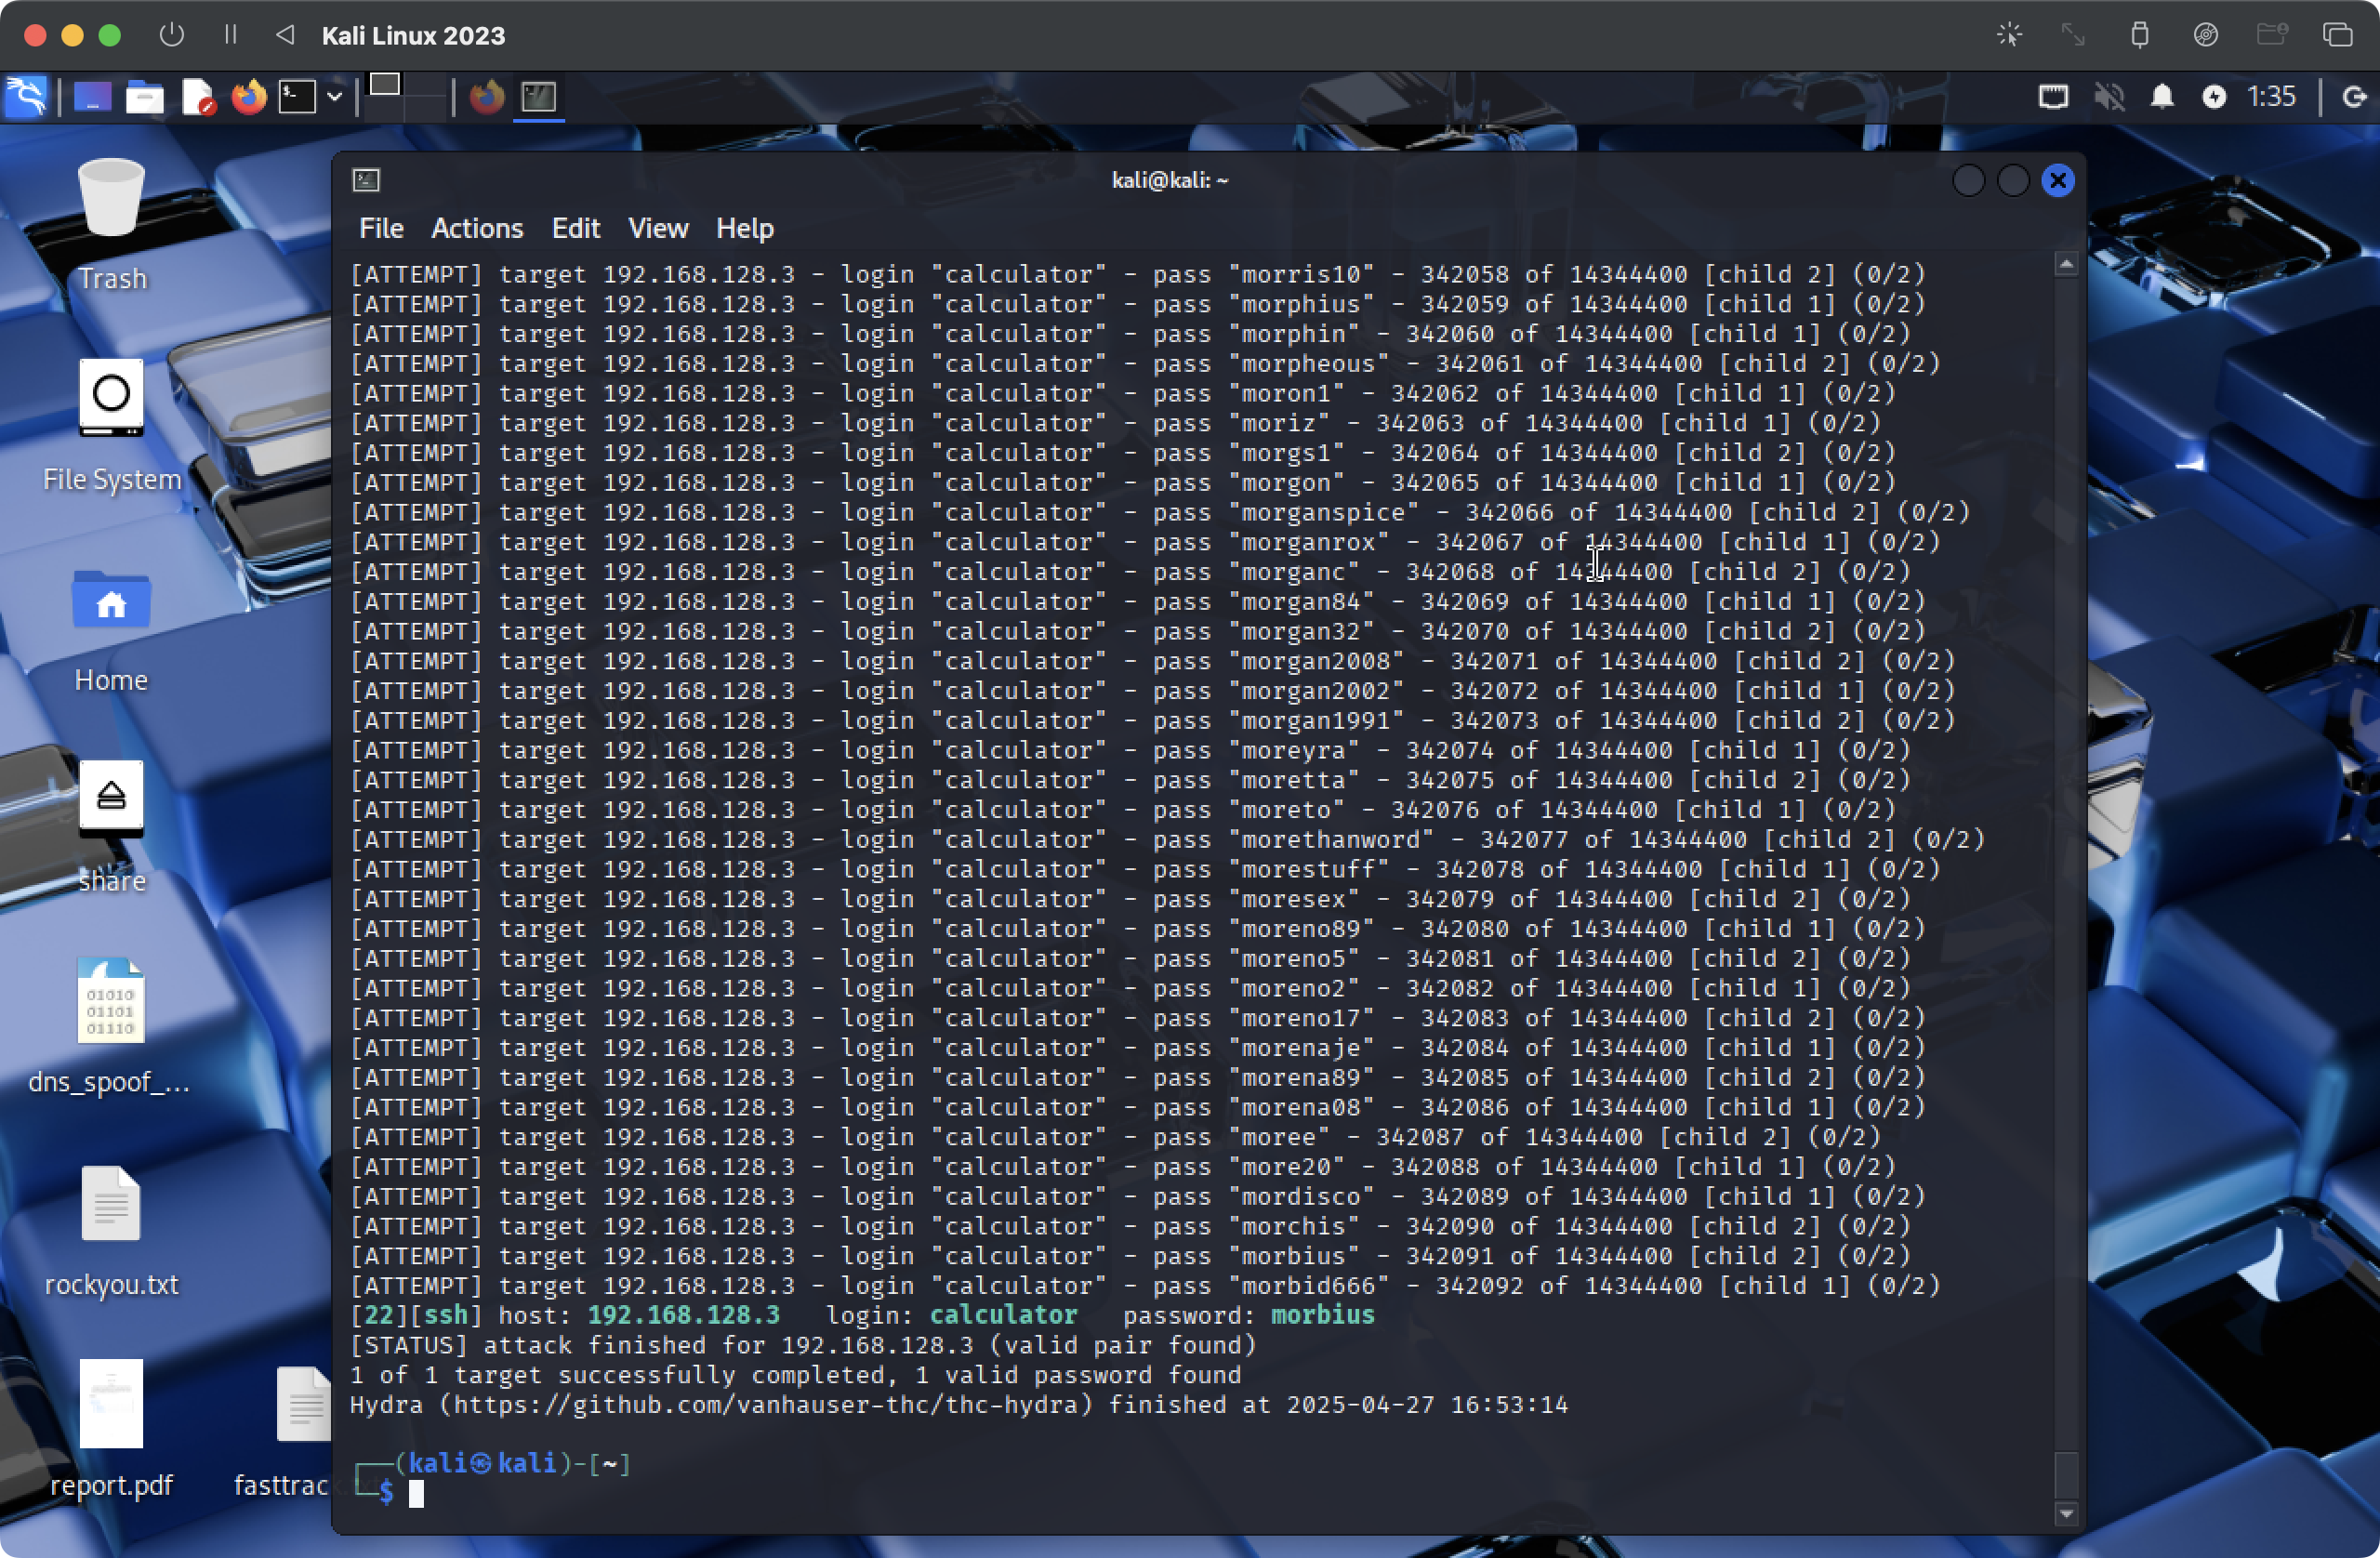 Kali Linux 2023
1:35
kali@kali: ~
File Actions Edit View Help
[ATTEMPT] target 192.168.128.3 - login "calculator" - pass "morris10" - 342058 of 14344400 [child 2] (0/2)
[ATTEMPT] target 192.168.128.3 - login "calculator" - pass "morphius" - 342059 of 14344400 [child 1] (0/2)
[ATTEMPT] target 192.168.128.3 - login "calculator" - pass "morphin" - 342060 of 14344400 [child 1] (0/2)
[ATTEMPT] target 192.168.128.3 - login "calculator" - pass "morpheous" - 342061 of 14344400 [child 2] (0/2)
[ATTEMPT] target 192.168.128.3 - login "calculator" - pass "moron1" - 342062 of 14344400 [child 1] (0/2)
[ATTEMPT] target 192.168.128.3 - login "calculator" - pass "moriz" - 342063 of 14344400 [child 1] (0/2)
[ATTEMPT] target 192.168.128.3 - login "calculator" - pass "morgs1" - 342064 of 14344400 [child 2] (0/2)
[ATTEMPT] target 192.168.128.3 - login "calculator" - pass "morgon" - 342065 of 14344400 [child 1] (0/2)
[ATTEMPT] target 192.168.128.3 - login "calculator" - pass "morganspice" - 342066 of 14344400 [child 2] (0/2)
[ATTEMPT] target 192.168.128.3 - login "calculator" - pass "morganrox" - 342067 of 14344400 [child 1] (0/2)
[ATTEMPT] target 192.168.128.3 - login "calculator" - pass "morganc" - 342068 of 14344400 [child 2] (0/2)
[ATTEMPT] target 192.168.128.3 - login "calculator" - pass "morgan84" - 342069 of 14344400 [child 1] (0/2)
[ATTEMPT] target 192.168.128.3 - login "calculator" - pass "morgan32" - 342070 of 14344400 [child 2] (0/2)
[ATTEMPT] target 192.168.128.3 - login "calculator" - pass "morgan2008" - 342071 of 14344400 [child 2] (0/2)
[ATTEMPT] target 192.168.128.3 - login "calculator" - pass "morgan2002" - 342072 of 14344400 [child 1] (0/2)
[ATTEMPT] target 192.168.128.3 - login "calculator" - pass "morgan1991" - 342073 of 14344400 [child 2] (0/2)
[ATTEMPT] target 192.168.128.3 - login "calculator" - pass "moreyra" - 342074 of 14344400 [child 1] (0/2)
[ATTEMPT] target 192.168.128.3 - login "calculator" - pass "moretta" - 342075 of 14344400 [child 2] (0/2)
[ATTEMPT] target 192.168.128.3 - login "calculator" - pass "moreto" - 342076 of 14344400 [child 1] (0/2)
[ATTEMPT] target 192.168.128.3 - login "calculator" - pass "morethanword" - 342077 of 14344400 [child 2] (0/2)
[ATTEMPT] target 192.168.128.3 - login "calculator" - pass "morestuff" - 342078 of 14344400 [child 1] (0/2)
[ATTEMPT] target 192.168.128.3 - login "calculator" - pass "moresex" - 342079 of 14344400 [child 2] (0/2)
[ATTEMPT] target 192.168.128.3 - login "calculator" - pass "moreno89" - 342080 of 14344400 [child 1] (0/2)
[ATTEMPT] target 192.168.128.3 - login "calculator" - pass "moreno5" - 342081 of 14344400 [child 2] (0/2)
[ATTEMPT] target 192.168.128.3 - login "calculator" - pass "moreno2" - 342082 of 14344400 [child 1] (0/2)
[ATTEMPT] target 192.168.128.3 - login "calculator" - pass "moreno17" - 342083 of 14344400 [child 2] (0/2)
[ATTEMPT] target 192.168.128.3 - login "calculator" - pass "morenaje" - 342084 of 14344400 [child 1] (0/2)
[ATTEMPT] target 192.168.128.3 - login "calculator" - pass "morena89" - 342085 of 14344400 [child 2] (0/2)
[ATTEMPT] target 192.168.128.3 - login "calculator" - pass "morena08" - 342086 of 14344400 [child 1] (0/2)
[ATTEMPT] target 192.168.128.3 - login "calculator" - pass "moree" - 342087 of 14344400 [child 2] (0/2)
[ATTEMPT] target 192.168.128.3 - login "calculator" - pass "more20" - 342088 of 14344400 [child 1] (0/2)
[ATTEMPT] target 192.168.128.3 - login "calculator" - pass "mordisco" - 342089 of 14344400 [child 1] (0/2)
[ATTEMPT] target 192.168.128.3 - login "calculator" - pass "morchis" - 342090 of 14344400 [child 2] (0/2)
[ATTEMPT] target 192.168.128.3 - login "calculator" - pass "morbius" - 342091 of 14344400 [child 2] (0/2)
[ATTEMPT] target 192.168.128.3 - login "calculator" - pass "morbid666" - 342092 of 14344400 [child 1] (0/2)
[22][ssh] host: 192.168.128.3 login: calculator password: morbius
[STATUS] attack finished for 192.168.128.3 (valid pair found)
1 of 1 target successfully completed, 1 valid password found
Hydra (https://github.com/vanhauser-thc/thc-hydra) finished at 2025-04-27 16:53:14
┌──(kali㉿kali)-[~]
└─$
Trash
File System
Home
share
01010
01101
01110
dns_spoof_...
rockyou.txt
report.pdf
fasttrack.txt